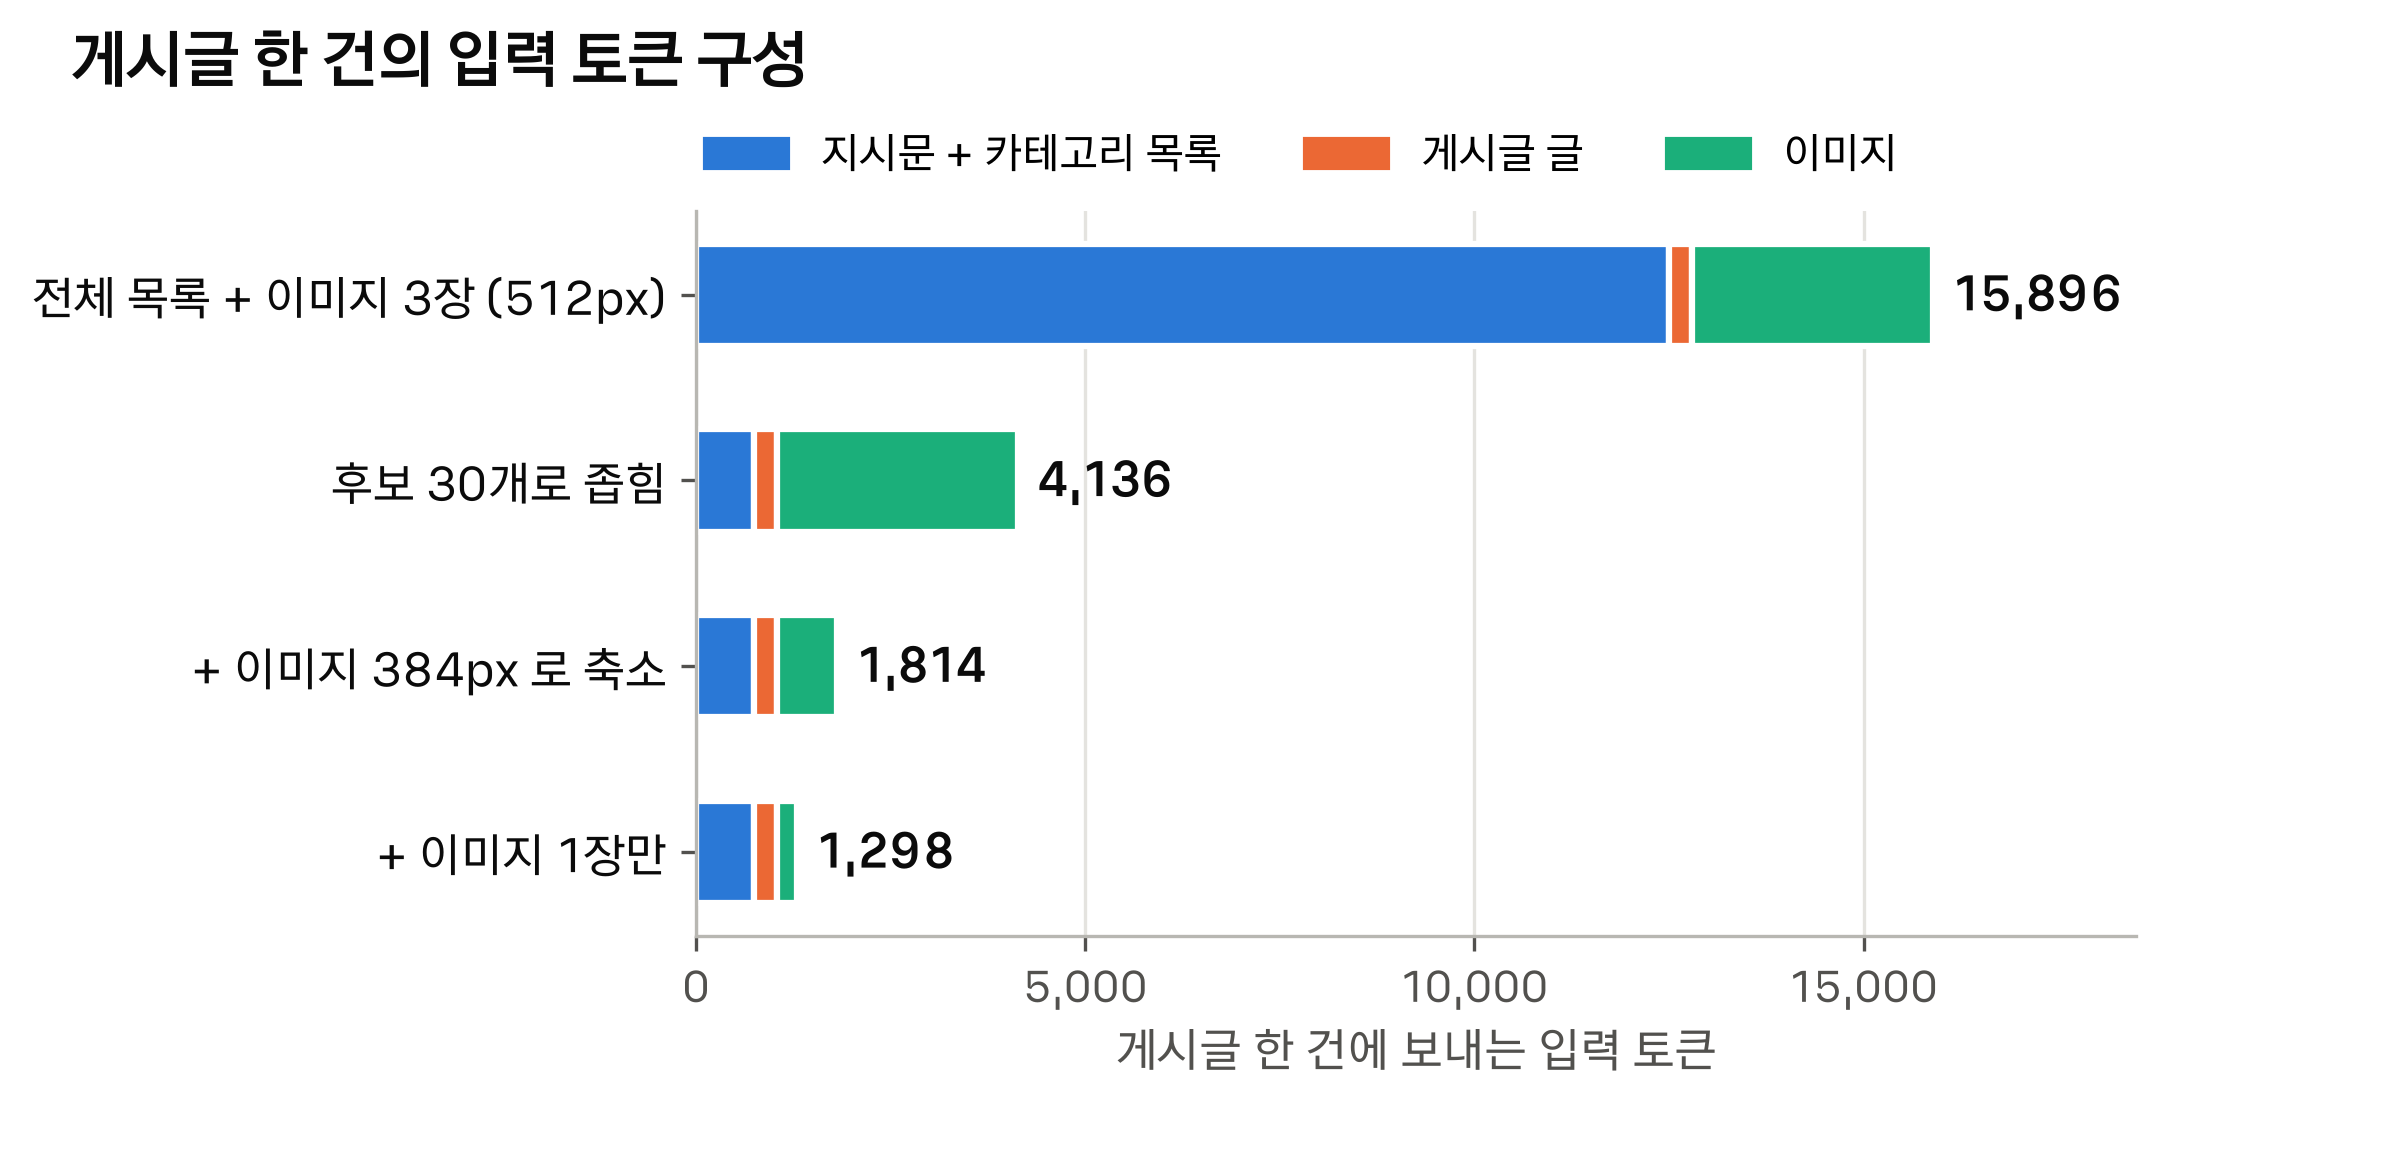 게시글 한 건의 입력 토큰 구성
지시문 + 카테고리 목록 게시글 글 이미지
전체 목록 + 이미지 3장 (512px) 15,896
후보 30개로 좁힘 4,136
+ 이미지 384px 로 축소 1,814
+ 이미지 1장만 1,298
0 5,000 10,000 15,000
게시글 한 건에 보내는 입력 토큰